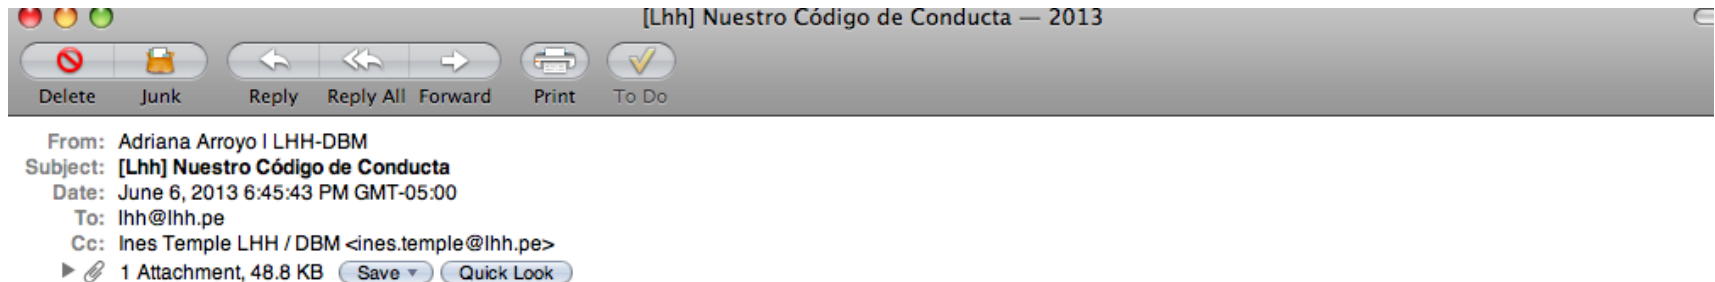 [Lhh] Nuestro Código de Conducta — 2013
Delete Junk Reply Reply All Forward Print To Do
From: Adriana Arroyo l LHH-DBM
Subject: [Lhh] Nuestro Código de Conducta
Date: June 6, 2013 6:45:43 PM GMT-05:00
To: lhh@lhh.pe
Cc: Ines Temple LHH / DBM <ines.temple@lhh.pe>
1 Attachment, 48.8 KB Save Quick Look